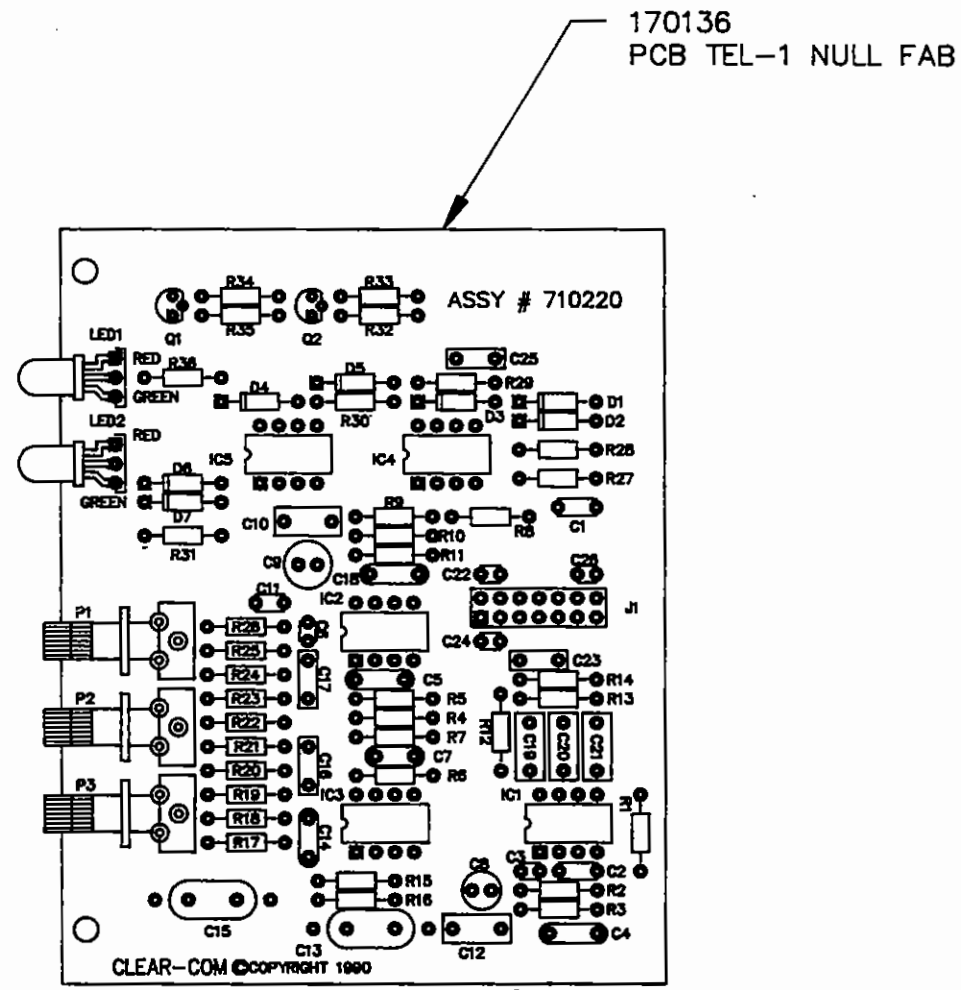 170136
PCB TEL-1 NULL FAB
R34
R33
ASSY # 710220
Q1
R35
Q2
R32
LED1
RED
R36
D5
C25
R29
GREEN
D4
R30
D3
D1
D2
LED2
RED
IC5
IC4
R28
R27
D6
GREEN
D7
R31
C10
R9
R8
C1
R10
R11
C9
C18
C22
C26
C11
IC2
J1
P1
R26
C6
C24
R25
C17
C23
R24
C5
R14
R23
R5
R13
P2
R22
R4
R12
R21
R7
C19
C20
C21
R20
C16
C7
R6
P3
R19
IC3
IC1
R1
R18
C14
R17
C3
C2
R15
C8
R2
R16
R3
C15
C13
C12
C4
CLEAR-COM ©COPYRIGHT 1990